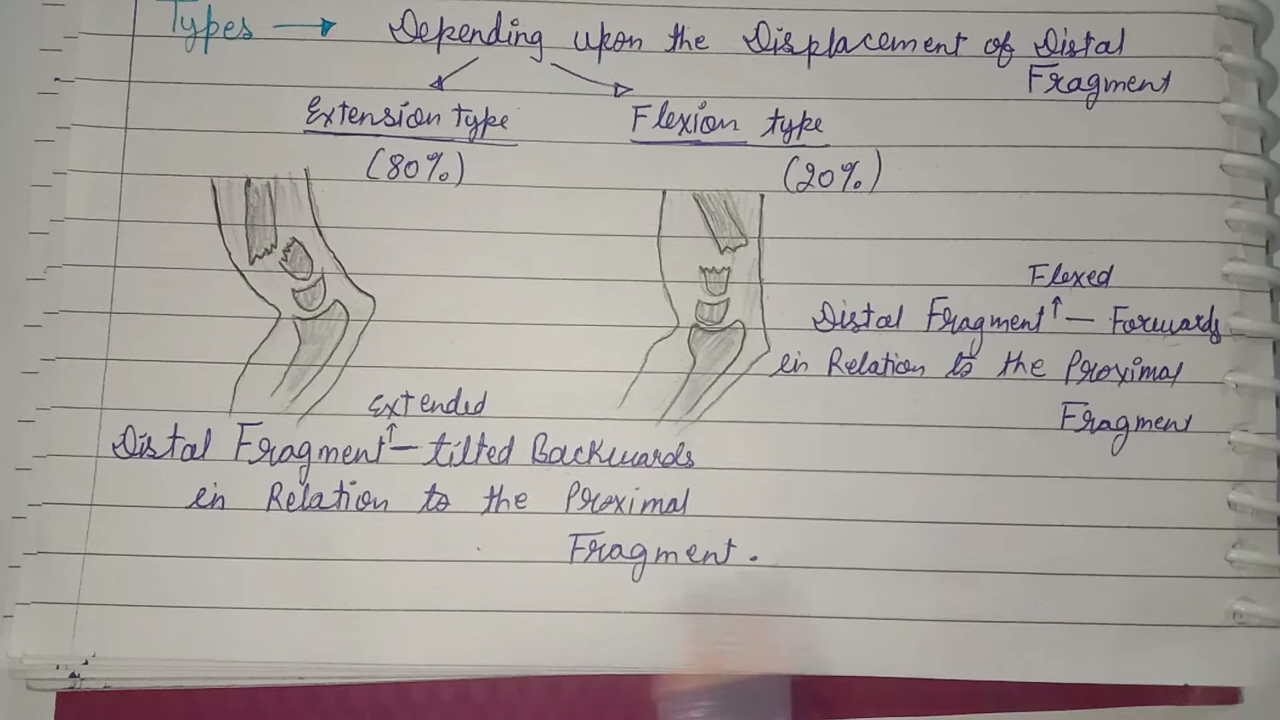 Types → Depending upon the Displacement of Distal
Fragment
Extension type
(80%)
Flexion type
(20%)
Flexed
↑
Distal Fragment – Forwards
in Relation to the Proximal
Fragment
Extended
↑
Distal Fragment – tilted Backwards
in Relation to the Proximal
Fragment.